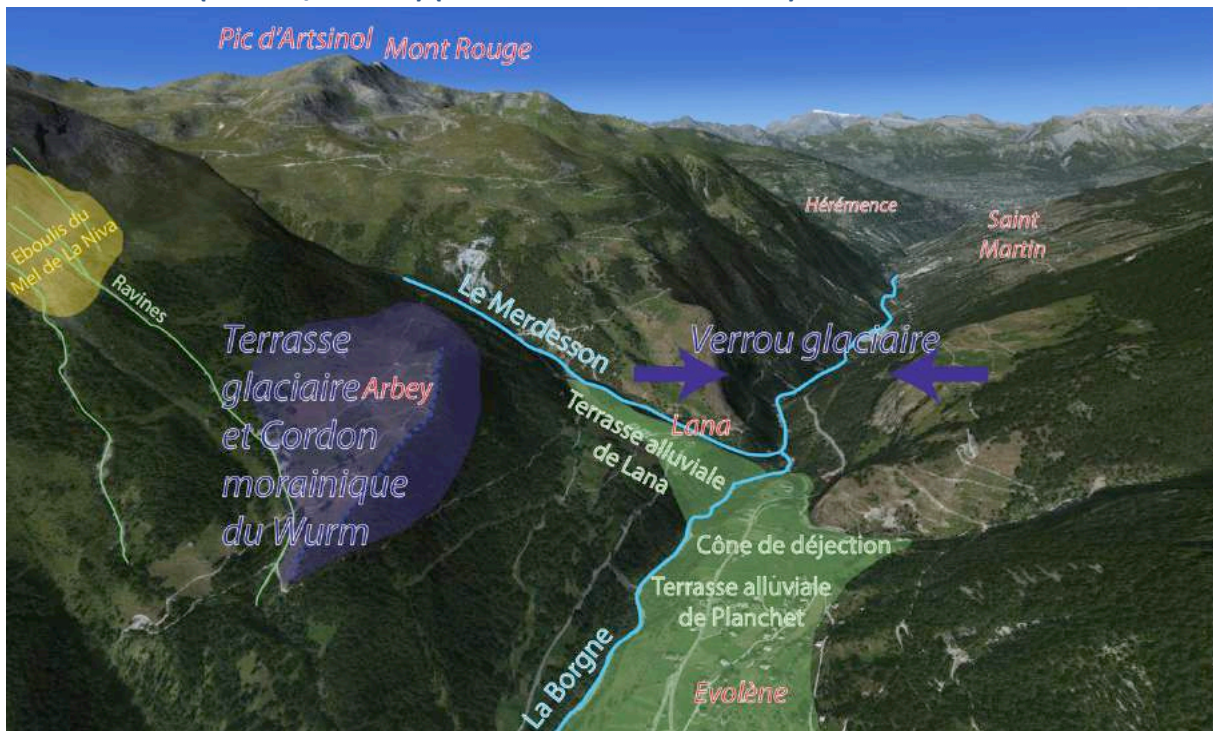 Pic d'Artsinol
Mont Rouge
Hérémence
Saint
Martin
Eboulis du
Mel de La Niva
Ravines
Le Merdesson
Verrou glaciaire
Terrasse
glaciaire
Arbey
et Cordon
morainique
du Wurm
Lana
Terrasse alluviale
de Lana
Cône de déjection
Terrasse alluviale
de Planchet
La Borgne
Evolène